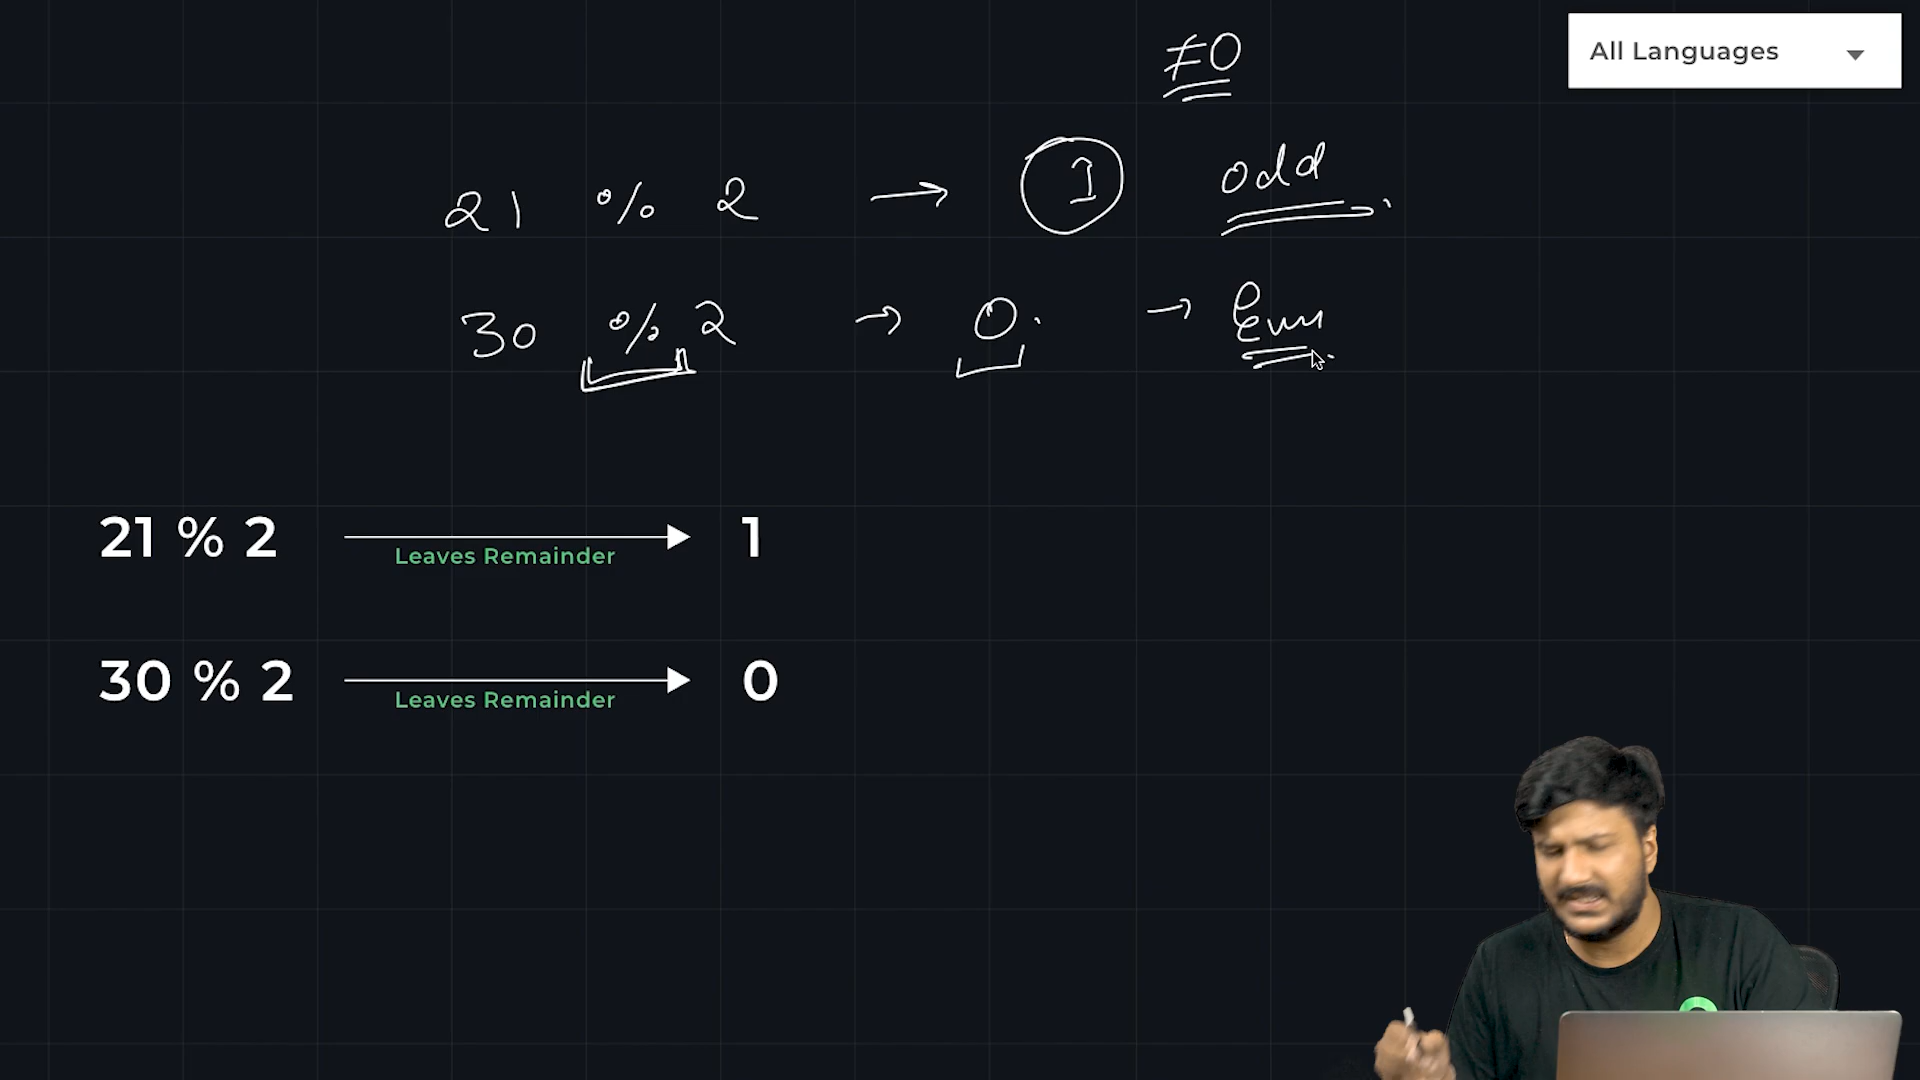 ≠0
All Languages
21 % 2 → 1 odd
30 % 2 → 0 → Even
21 % 2 → 1
Leaves Remainder
30 % 2 → 0
Leaves Remainder